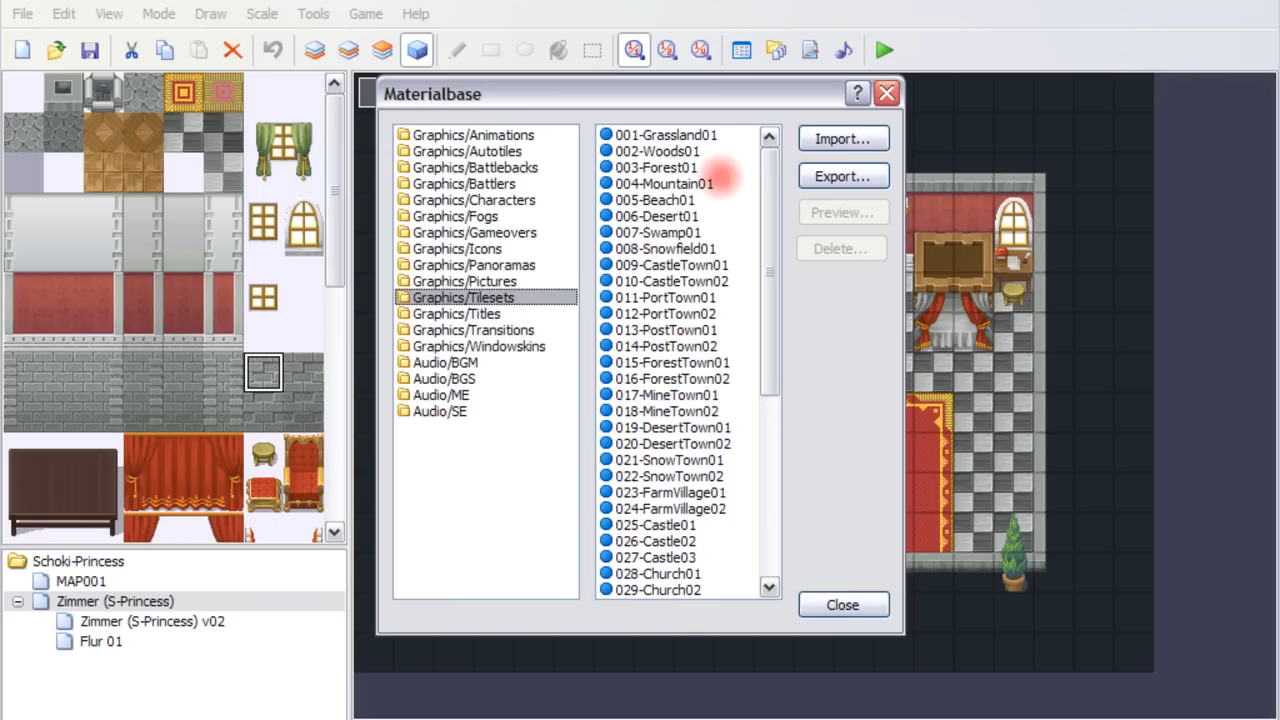 File Edit View Mode Draw Scale Tools Game Help
Materialbase
Graphics/Animations
Graphics/Autotiles
Graphics/Battlebacks
Graphics/Battlers
Graphics/Characters
Graphics/Fogs
Graphics/Gameovers
Graphics/Icons
Graphics/Panoramas
Graphics/Pictures
Graphics/Tilesets
Graphics/Titles
Graphics/Transitions
Graphics/Windowskins
Audio/BGM
Audio/BGS
Audio/ME
Audio/SE
001-Grassland01
002-Woods01
003-Forest01
004-Mountain01
005-Beach01
006-Desert01
007-Swamp01
008-Snowfield01
009-CastleTown01
010-CastleTown02
011-PortTown01
012-PortTown02
013-PostTown01
014-PostTown02
015-ForestTown01
016-ForestTown02
017-MineTown01
018-MineTown02
019-DesertTown01
020-DesertTown02
021-SnowTown01
022-SnowTown02
023-FarmVillage01
024-FarmVillage02
025-Castle01
026-Castle02
027-Castle03
028-Church01
029-Church02
Import...
Export...
Preview...
Delete...
Close
Schoki-Princess
MAP001
Zimmer (S-Princess)
Zimmer (S-Princess) v02
Flur 01